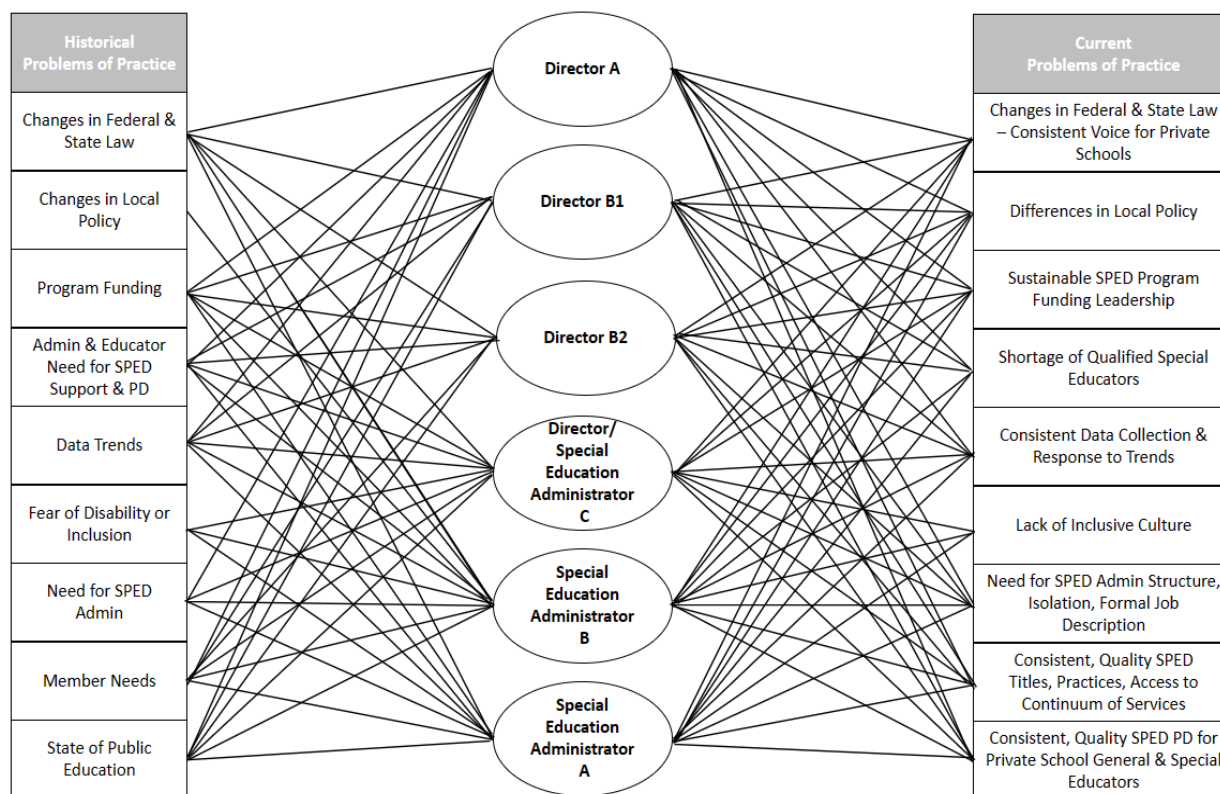 Historical
Problems of Practice
Changes in Federal &
State Law
Changes in Local
Policy
Program Funding
Admin & Educator
Need for SPED
Support & PD
Data Trends
Fear of Disability or
Inclusion
Need for SPED
Admin
Member Needs
State of Public
Education
Director A
Director B1
Director B2
Director/
Special
Education
Administrator
C
Special
Education
Administrator
B
Special
Education
Administrator
A
Current
Problems of Practice
Changes in Federal & State Law
– Consistent Voice for Private
Schools
Differences in Local Policy
Sustainable SPED Program
Funding Leadership
Shortage of Qualified Special
Educators
Consistent Data Collection &
Response to Trends
Lack of Inclusive Culture
Need for SPED Admin Structure,
Isolation, Formal Job
Description
Consistent, Quality SPED
Titles, Practices, Access to
Continuum of Services
Consistent, Quality SPED PD for
Private School General & Special
Educators